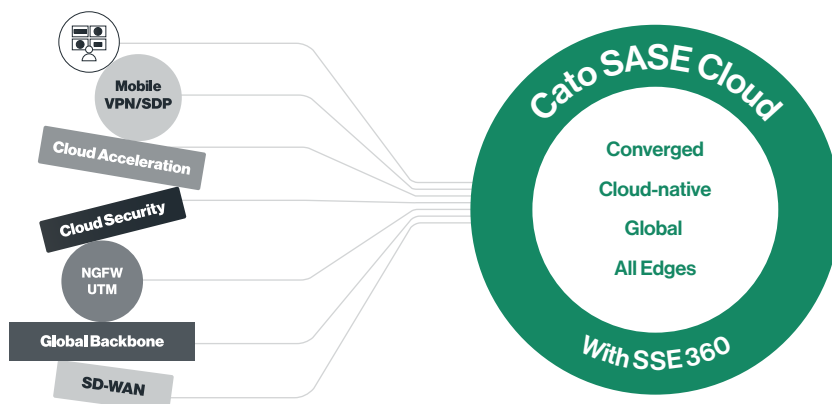 Mobile
VPN/SDP
Cloud Acceleration
Cloud Security
NGFW
UTM
Global Backbone
SD-WAN
Cato SASE Cloud
Converged
Cloud-native
Global
All Edges
With SSE 360